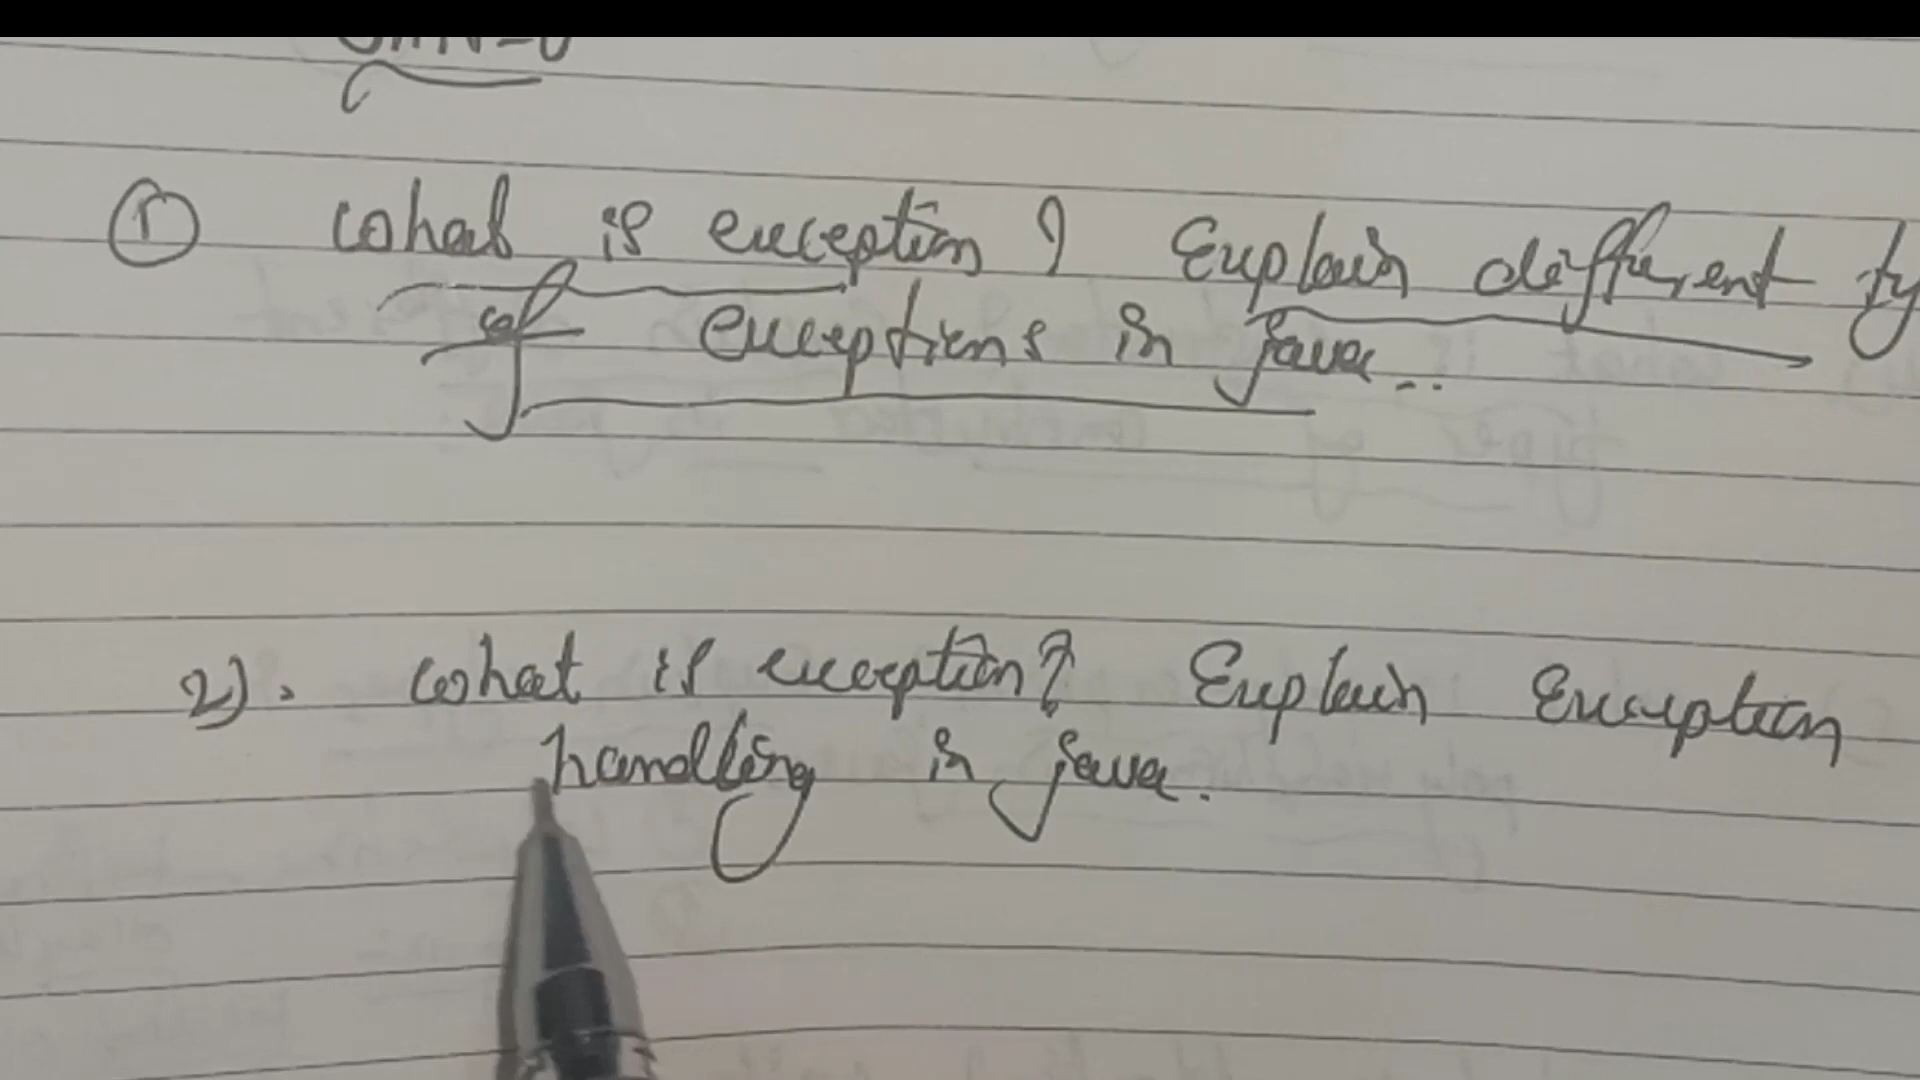 ① What is exception? Explain different ty
of exceptions in java..
2). What is exception? Explain Exception
handling in java.